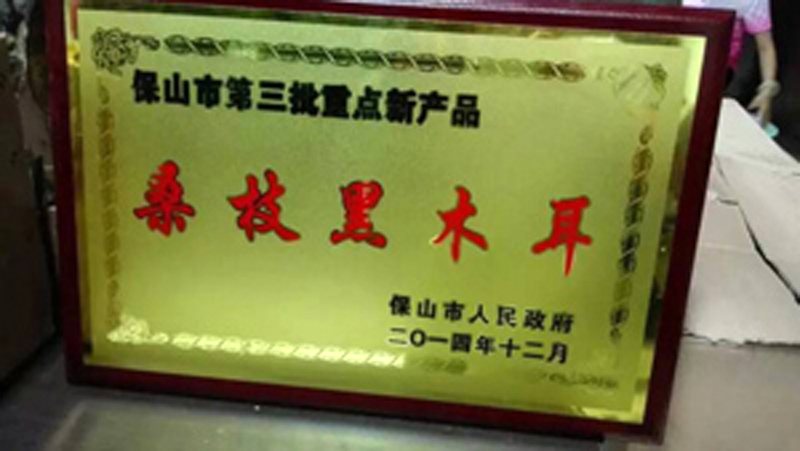 保山市第三批重点新产品
桑枝黑木耳
保山市人民政府
二〇一四年十二月